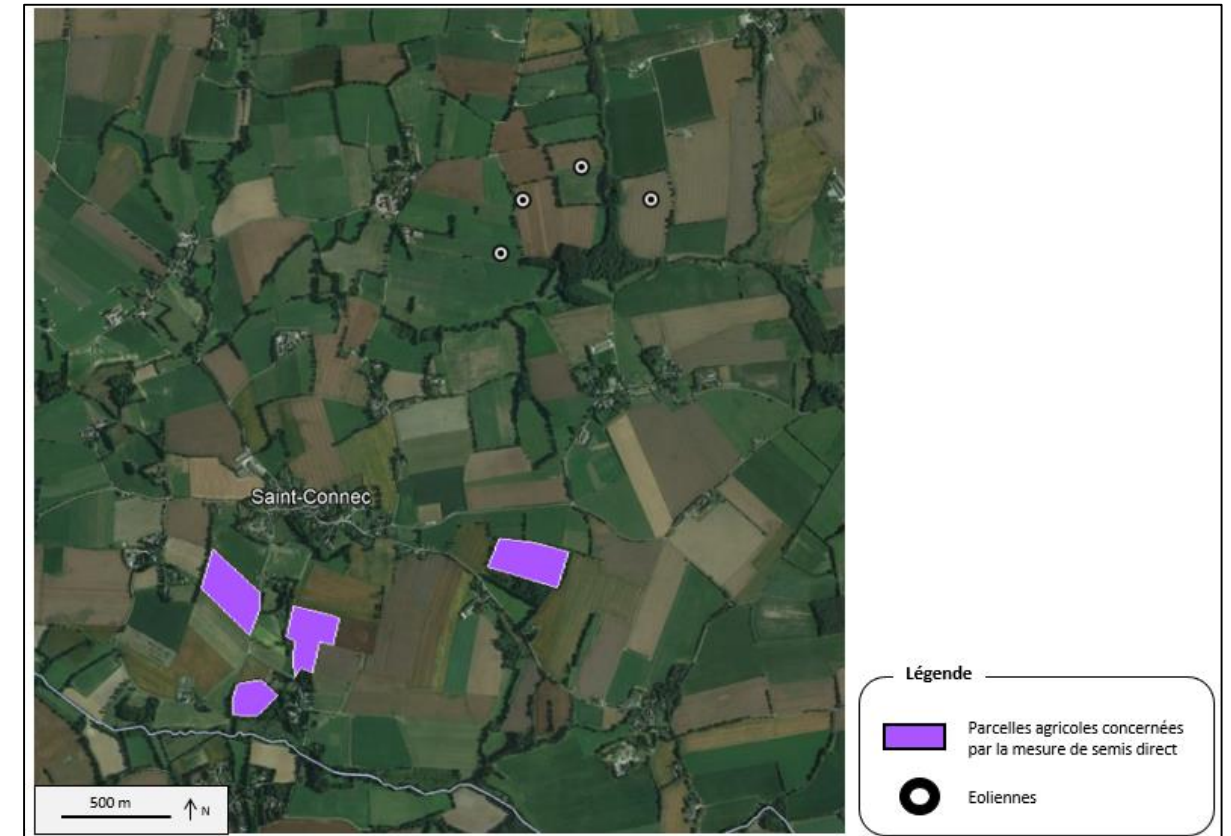 Saint-Connec
500 m
N
Légende
Parcelles agricoles concernées
par la mesure de semis direct
Eoliennes